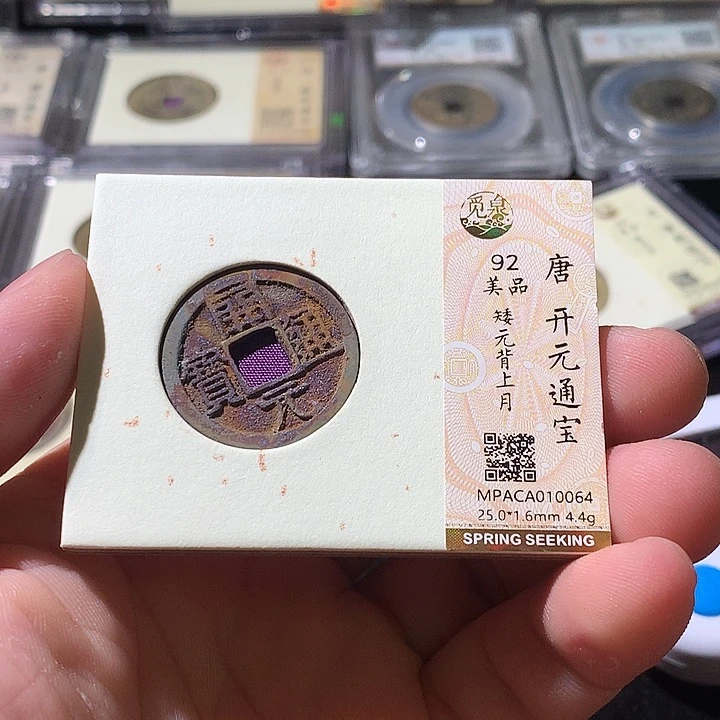 開元通寳
觅泉
唐 开元通宝
92
美品
矮元背上月
MPACA010064
25.0*1.6mm 4.4g
SPRING SEEKING